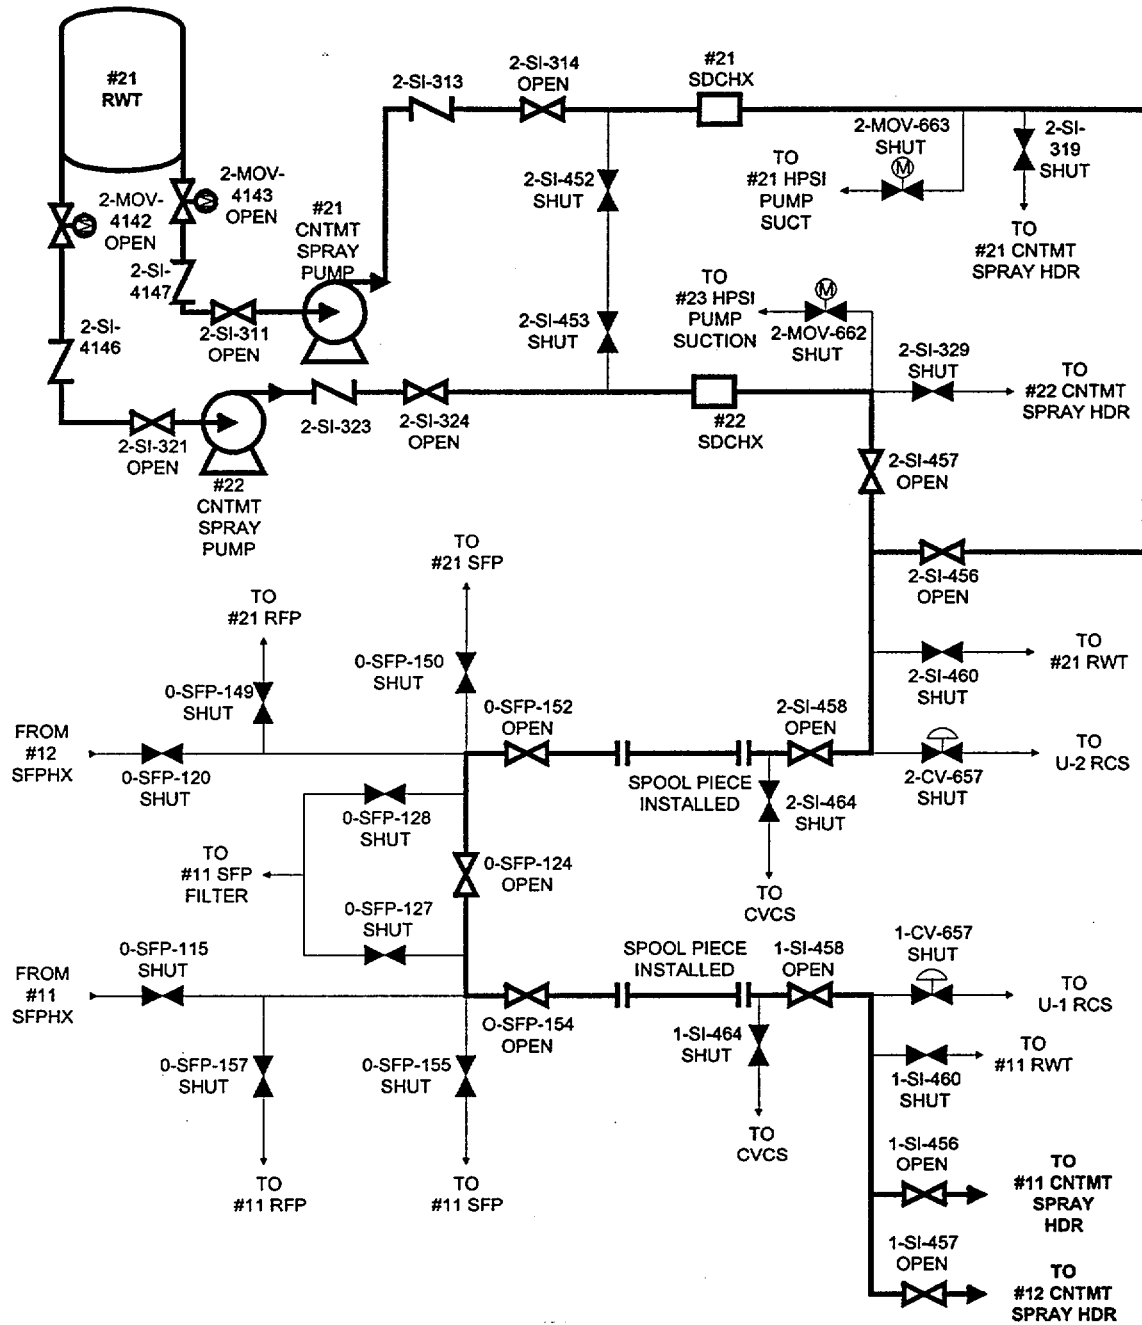 #21
RWT
2-SI-313
2-SI-314
OPEN
#21
SDCHX
2-MOV-663
SHUT
2-SI-
319
SHUT
M
TO
#21 HPSI
PUMP
SUCT
TO
#21 CNTMT
SPRAY HDR
2-SI-452
SHUT
2-MOV-
4143
OPEN
M
2-MOV-
4142
OPEN
M
#21
CNTMT
SPRAY
PUMP
2-SI-
4147
2-SI-311
OPEN
2-SI-
4146
2-SI-453
SHUT
TO
#23 HPSI
PUMP
SUCTION
M
2-MOV-662
SHUT
2-SI-329
SHUT
TO
#22 CNTMT
SPRAY HDR
2-SI-321
OPEN
2-SI-323
2-SI-324
OPEN
#22
SDCHX
#22
CNTMT
SPRAY
PUMP
2-SI-457
OPEN
2-SI-456
OPEN
TO
#21 SFP
TO
#21 RFP
0-SFP-150
SHUT
0-SFP-149
SHUT
2-SI-460
SHUT
TO
#21 RWT
FROM
#12
SFPHX
0-SFP-120
SHUT
0-SFP-152
OPEN
SPOOL PIECE
INSTALLED
2-SI-458
OPEN
2-SI-464
SHUT
2-CV-657
SHUT
TO
U-2 RCS
0-SFP-128
SHUT
TO
#11 SFP
FILTER
0-SFP-124
OPEN
0-SFP-127
SHUT
TO
CVCS
FROM
#11
SFPHX
0-SFP-115
SHUT
O-SFP-154
OPEN
SPOOL PIECE
INSTALLED
1-SI-458
OPEN
1-CV-657
SHUT
TO
U-1 RCS
0-SFP-157
SHUT
0-SFP-155
SHUT
1-SI-464
SHUT
1-SI-460
SHUT
TO
#11 RWT
TO
#11 RFP
TO
#11 SFP
TO
CVCS
1-SI-456
OPEN
TO
#11 CNTMT
SPRAY
HDR
1-SI-457
OPEN
TO
#12 CNTMT
SPRAY HDR